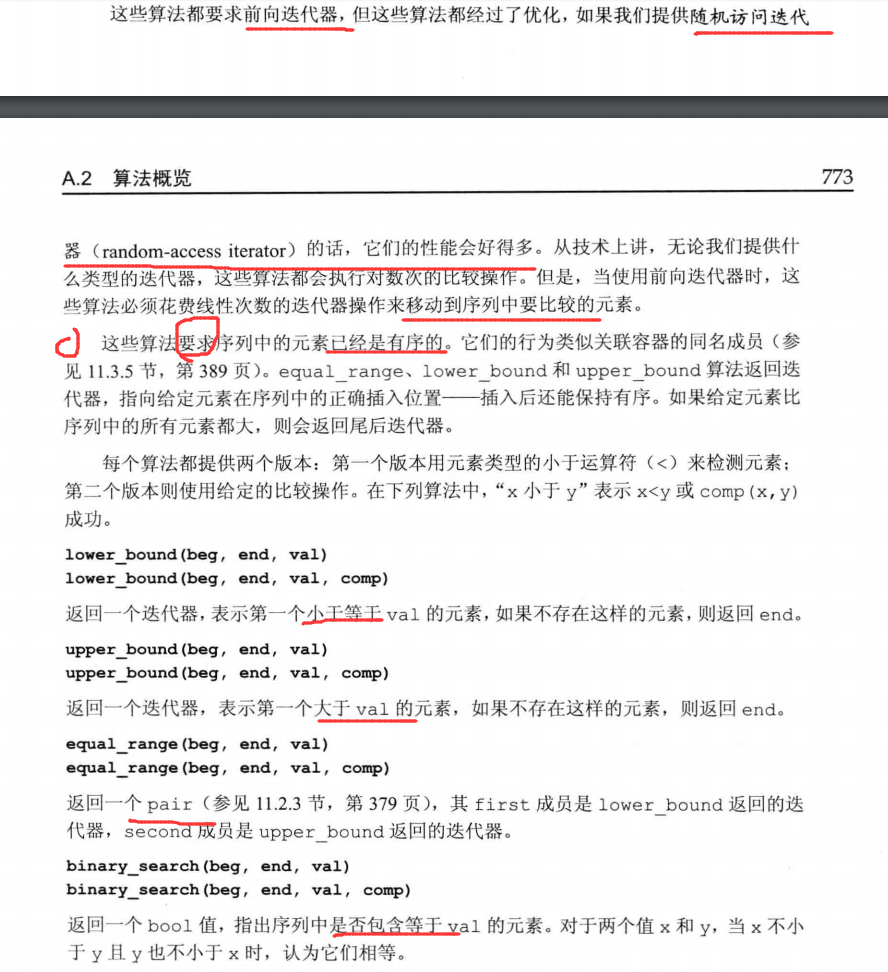 这些算法都要求前向迭代器，但这些算法都经过了优化，如果我们提供随机访问迭代
A.2 算法概览 773
器（random-access iterator）的话，它们的性能会好得多。从技术上讲，无论我们提供什
么类型的迭代器，这些算法都会执行对数次的比较操作。但是，当使用前向迭代器时，这
些算法必须花费线性次数的迭代器操作来移动到序列中要比较的元素。
这些算法要求序列中的元素已经是有序的。它们的行为类似关联容器的同名成员（参
见 11.3.5 节，第 389 页）。equal_range、lower_bound 和 upper_bound 算法返回迭
代器，指向给定元素在序列中的正确插入位置——插入后还能保持有序。如果给定元素比
序列中的所有元素都大，则会返回尾后迭代器。
每个算法都提供两个版本：第一个版本用元素类型的小于运算符（<）来检测元素；
第二个版本则使用给定的比较操作。在下列算法中，“x 小于 y”表示 x<y 或 comp(x,y)
成功。
lower_bound(beg, end, val)
lower_bound(beg, end, val, comp)
返回一个迭代器，表示第一个小于等于 val 的元素，如果不存在这样的元素，则返回 end。
upper_bound(beg, end, val)
upper_bound(beg, end, val, comp)
返回一个迭代器，表示第一个大于 val 的元素，如果不存在这样的元素，则返回 end。
equal_range(beg, end, val)
equal_range(beg, end, val, comp)
返回一个 pair（参见 11.2.3 节，第 379 页），其 first 成员是 lower_bound 返回的迭
代器，second 成员是 upper_bound 返回的迭代器。
binary_search(beg, end, val)
binary_search(beg, end, val, comp)
返回一个 bool 值，指出序列中是否包含等于 val 的元素。对于两个值 x 和 y，当 x 不小
于 y 且 y 也不小于 x 时，认为它们相等。